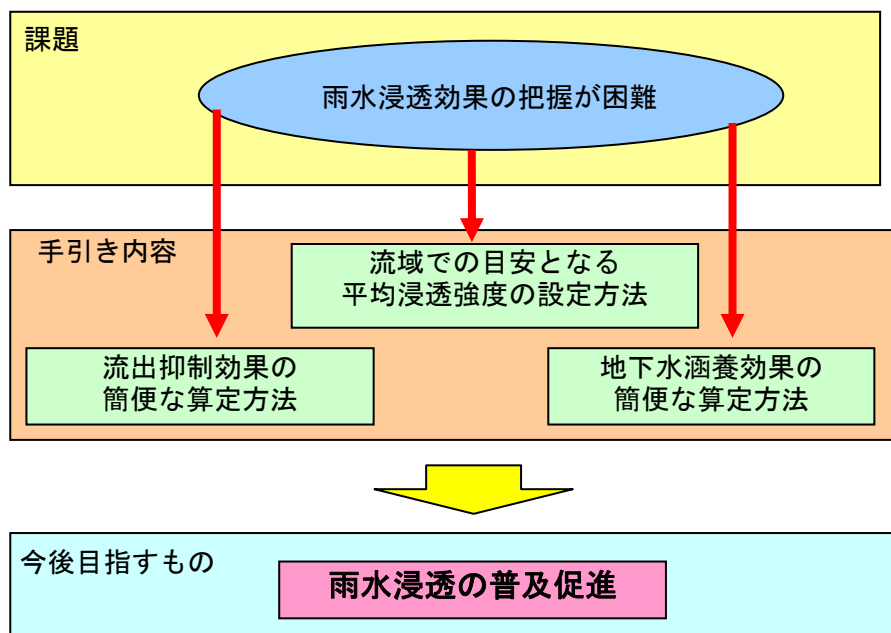 課題
雨水浸透効果の把握が困難
手引き内容
流域での目安となる
平均浸透強度の設定方法
流出抑制効果の
簡便な算定方法
地下水涵養効果の
簡便な算定方法
今後目指すもの
雨水浸透の普及促進